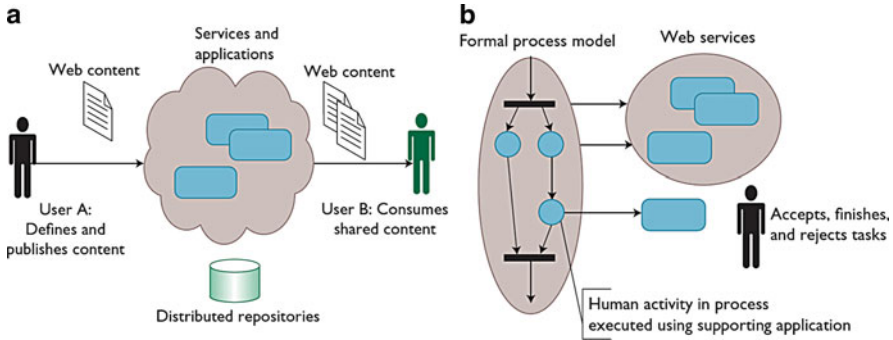 a
Services and
applications
Web content
Web content
User A:
Defines and
publishes content
User B: Consumes
shared content
Distributed repositories
b
Formal process model
Web services
Accepts, finishes,
and rejects tasks
Human activity in process
executed using supporting application